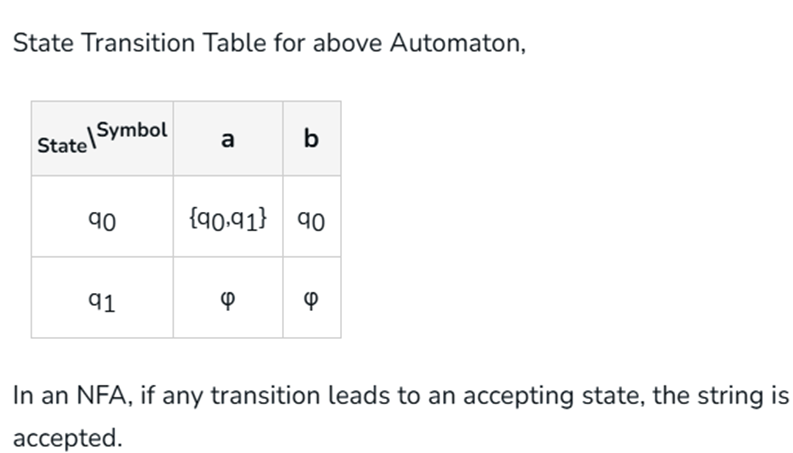 State Transition Table for above Automaton,
State\Symbol a b
q0 {q0,q1} q0
q1 φ φ
In an NFA, if any transition leads to an accepting state, the string is
accepted.